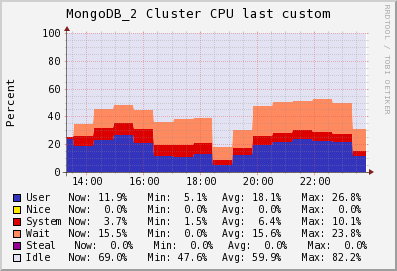 MongoDB_2 Cluster CPU last custom
RRDTOOL / TOBI OETIKER
Percent
100
80
60
40
20
0
14:00 16:00 18:00 20:00 22:00
User Now: 11.9% Min: 5.1% Avg: 18.1% Max: 26.8%
Nice Now: 0.0% Min: 0.0% Avg: 0.0% Max: 0.0%
System Now: 3.7% Min: 1.5% Avg: 6.4% Max: 10.1%
Wait Now: 15.5% Min: 0.0% Avg: 15.6% Max: 23.8%
Steal Now: 0.0% Min: 0.0% Avg: 0.0% Max: 0.0%
Idle Now: 69.0% Min: 47.6% Avg: 59.9% Max: 82.2%